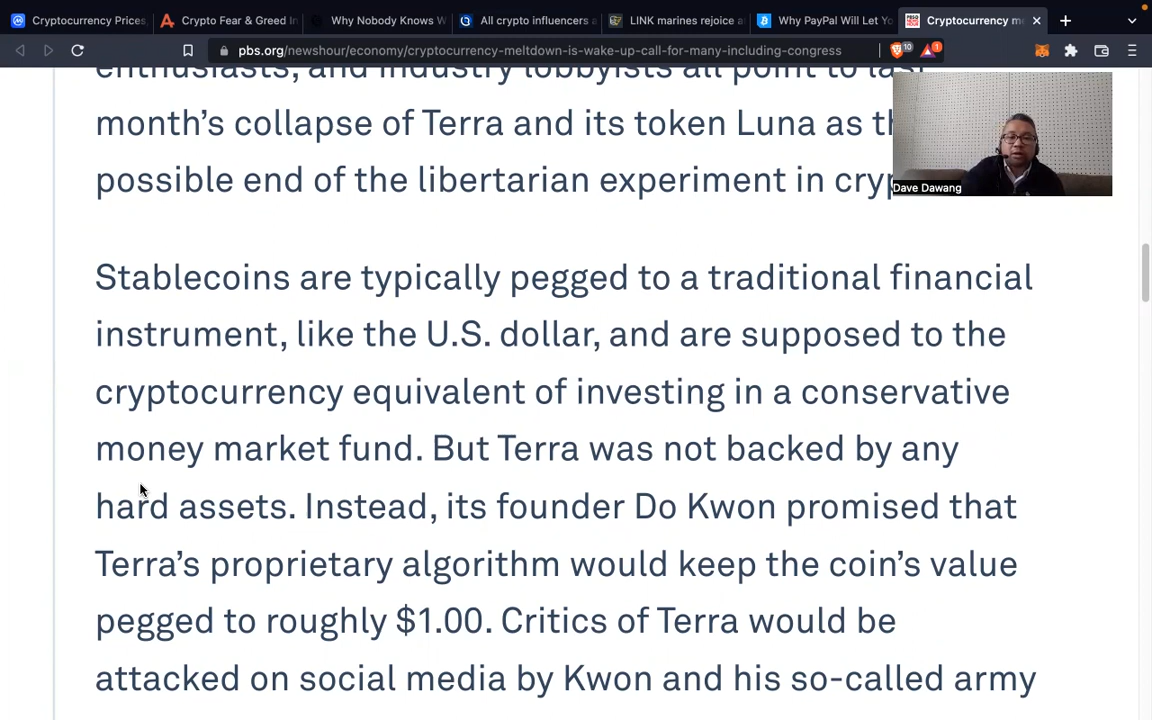 Cryptocurrency Prices,
Crypto Fear & Greed In
Why Nobody Knows W
All crypto influencers a
LINK marines rejoice a
Why PayPal Will Let Yo
Cryptocurrency m
pbs.org/newshour/economy/cryptocurrency-meltdown-is-wake-up-call-for-many-including-congress
10
1
enthusiasts, and industry lobbyists all point to last
month’s collapse of Terra and its token Luna as th
possible end of the libertarian experiment in cryp
Dave Dawang
Stablecoins are typically pegged to a traditional financial
instrument, like the U.S. dollar, and are supposed to the
cryptocurrency equivalent of investing in a conservative
money market fund. But Terra was not backed by any
hard assets. Instead, its founder Do Kwon promised that
Terra’s proprietary algorithm would keep the coin’s value
pegged to roughly $1.00. Critics of Terra would be
attacked on social media by Kwon and his so-called army